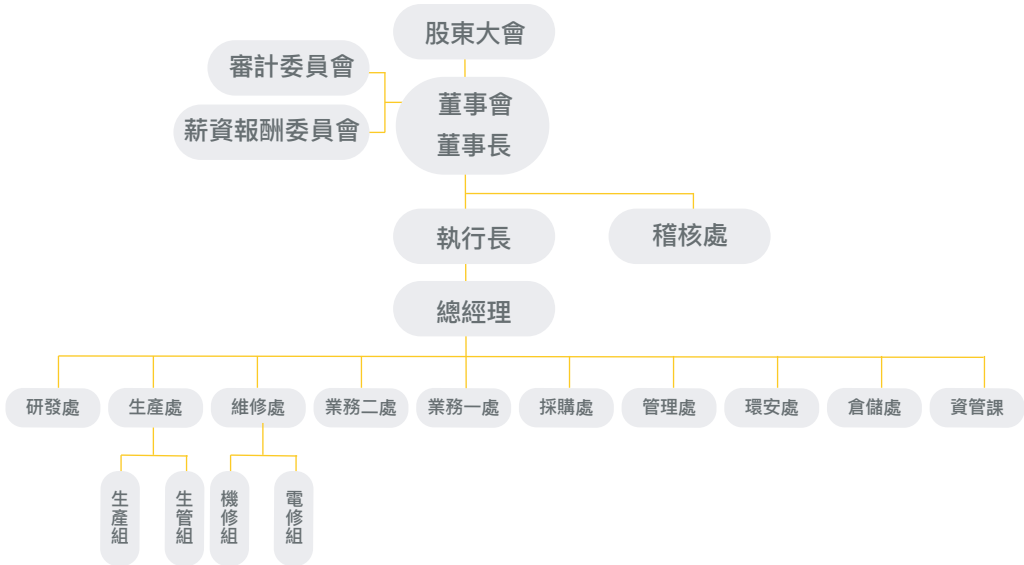 股東大會
審計委員會
薪資報酬委員會
董事會
董事長
執行長
稽核處
總經理
研發處
生產處
維修處
業務二處
業務一處
採購處
管理處
環安處
倉儲處
資管課
生產組
生管組
機修組
電修組